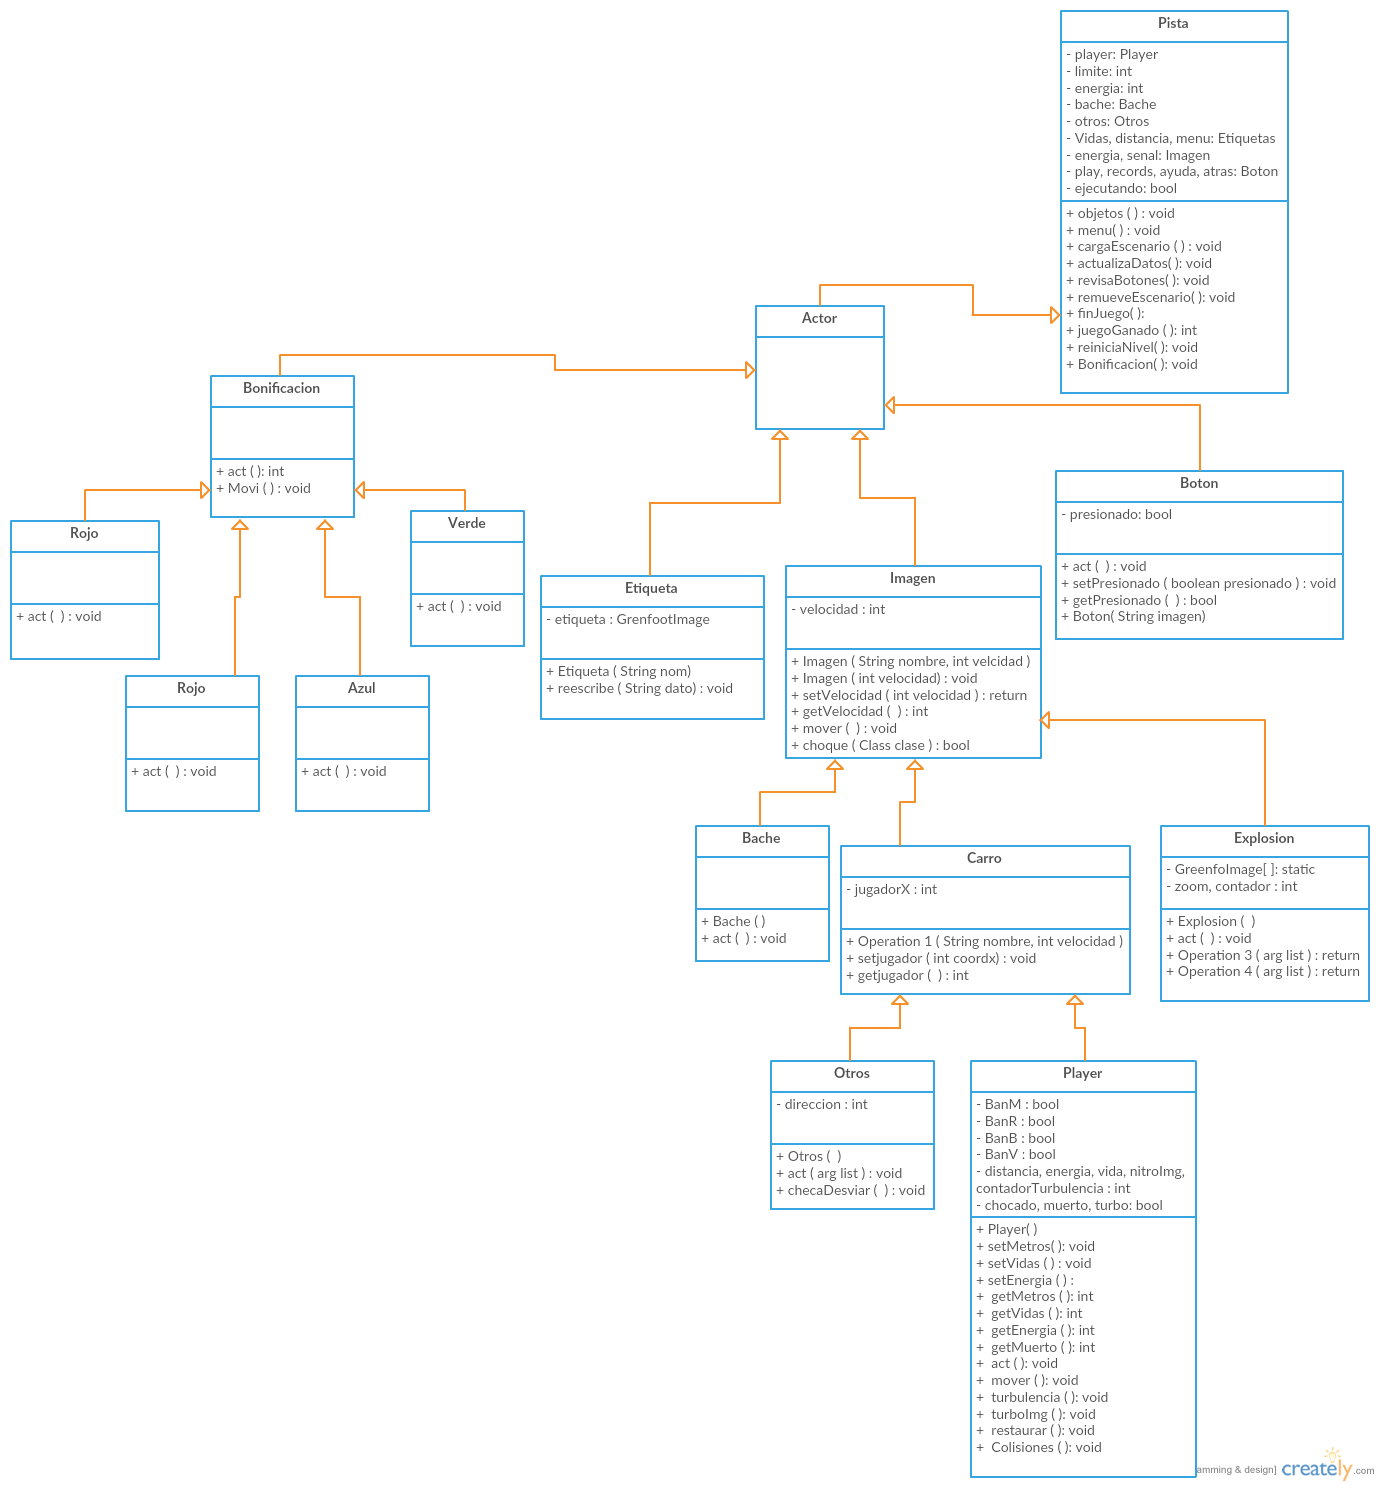 Pista
- player: Player
- limite: int
- energia: int
- bache: Bache
- otros: Otros
- Vidas, distancia, menu: Etiquetas
- energia, senal: Imagen
- play, records, ayuda, atras: Boton
- ejecutando: bool
+ objetos ( ) : void
+ menu( ) : void
+ cargaEscenario ( ) : void
+ actualizaDatos( ): void
+ revisaBotones( ): void
+ remueveEscenario( ): void
+ finJuego( ):
+ juegoGanado ( ): int
+ reiniciaNivel( ): void
+ Bonificacion( ): void
Actor
Bonificacion
+ act ( ): int
+ Movi ( ) : void
Boton
- presionado: bool
+ act ( ) : void
+ setPresionado ( boolean presionado ) : void
+ getPresionado ( ) : bool
+ Boton( String imagen)
Rojo
+ act ( ) : void
Verde
+ act ( ) : void
Etiqueta
- etiqueta : GrenfootImage
+ Etiqueta ( String nom)
+ reescribe ( String dato) : void
Imagen
- velocidad : int
+ Imagen ( String nombre, int velcidad )
+ Imagen ( int velocidad) : void
+ setVelocidad ( int velocidad ) : return
+ getVelocidad ( ) : int
+ mover ( ) : void
+ choque ( Class clase ) : bool
Rojo
+ act ( ) : void
Azul
+ act ( ) : void
Bache
+ Bache ( )
+ act ( ) : void
Carro
- jugadorX : int
+ Operation 1 ( String nombre, int velocidad )
+ setjugador ( int coordx) : void
+ getjugador ( ) : int
Explosion
- GreenfoImage[ ]: static
- zoom, contador : int
+ Explosion ( )
+ act ( ) : void
+ Operation 3 ( arg list ) : return
+ Operation 4 ( arg list ) : return
Otros
- direccion : int
+ Otros ( )
+ act ( arg list ) : void
+ checaDesviar ( ) : void
Player
- BanM : bool
- BanR : bool
- BanB : bool
- BanV : bool
- distancia, energia, vida, nitroImg,
contadorTurbulencia : int
- chocado, muerto, turbo: bool
+ Player( )
+ setMetros( ): void
+ setVidas ( ) : void
+ setEnergia ( ) :
+ getMetros ( ): int
+ getVidas ( ): int
+ getEnergia ( ): int
+ getMuerto ( ): int
+ act ( ): void
+ mover ( ): void
+ turbulencia ( ): void
+ turboImg ( ): void
+ restaurar ( ): void
+ Colisiones ( ): void
amming & design]
creately.com